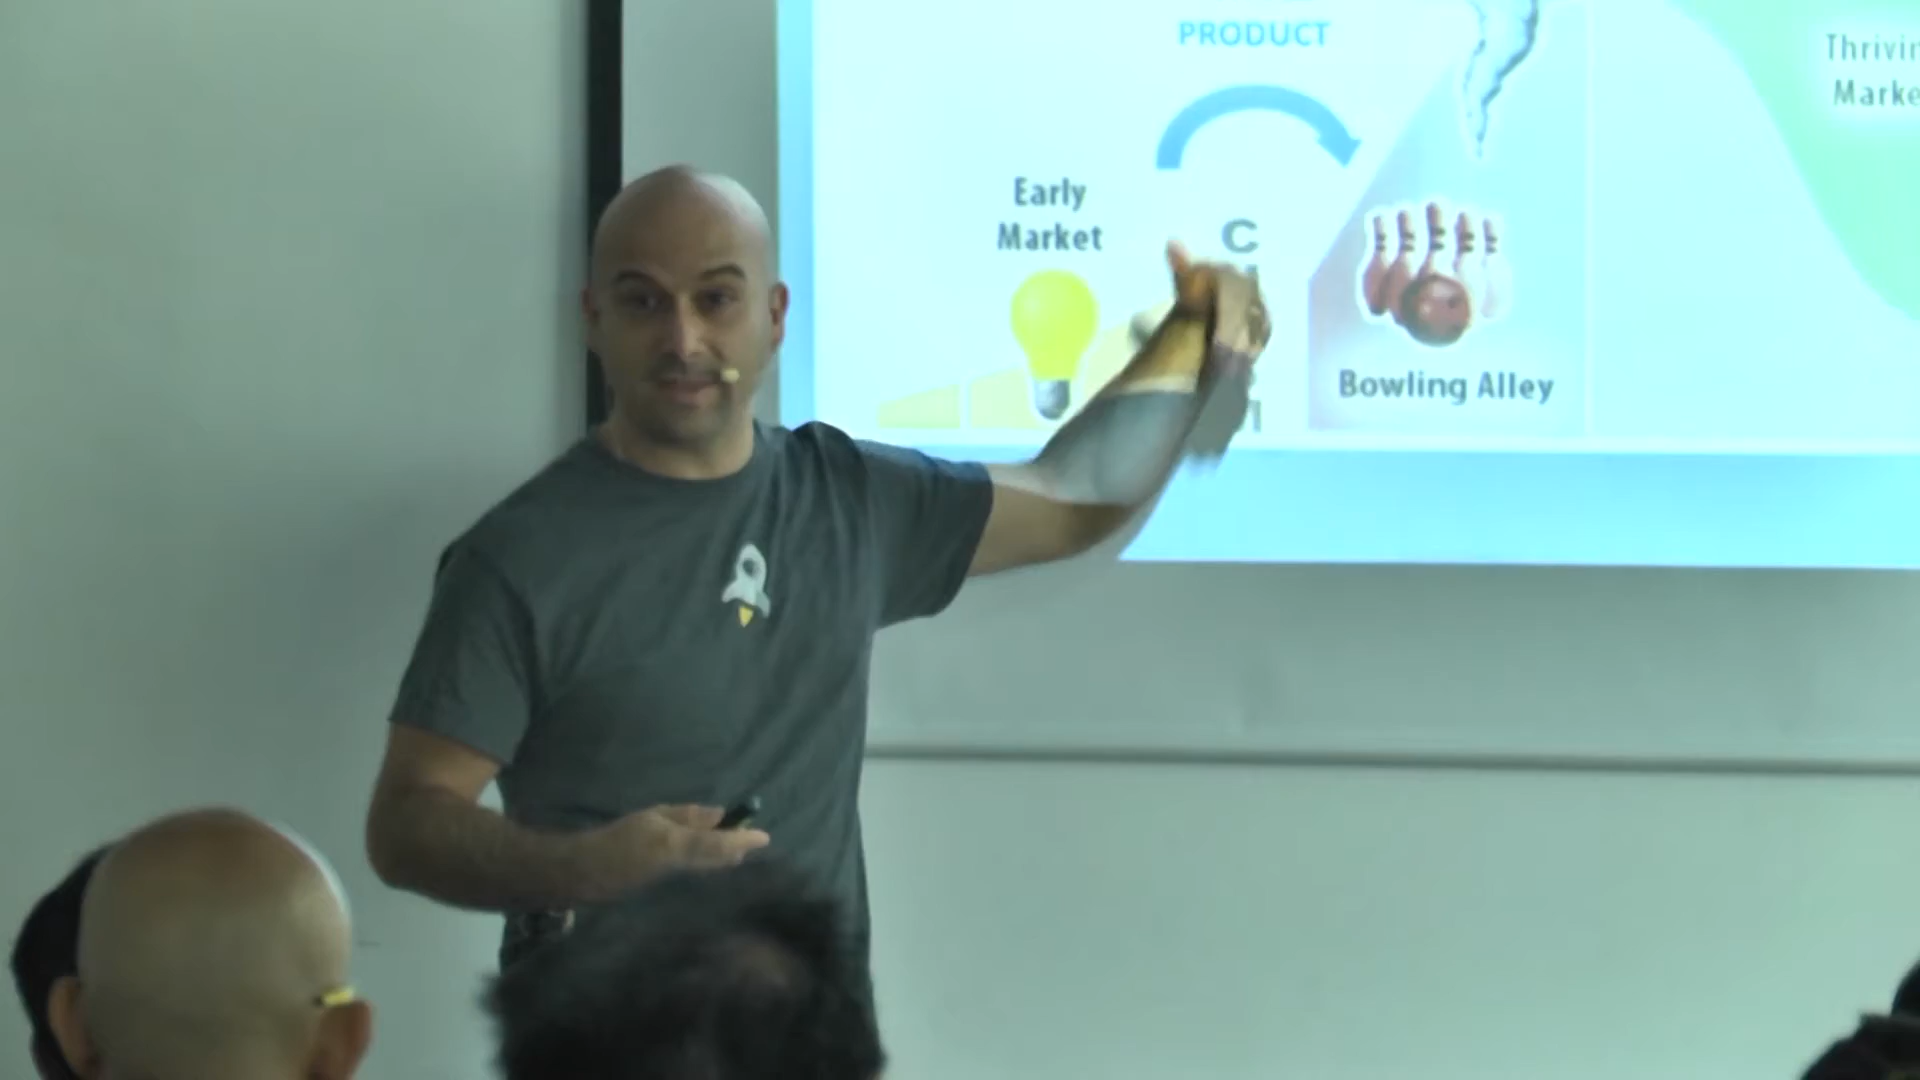 PRODUCT
Thrivin
Marke
Early
Market
C
Bowling Alley